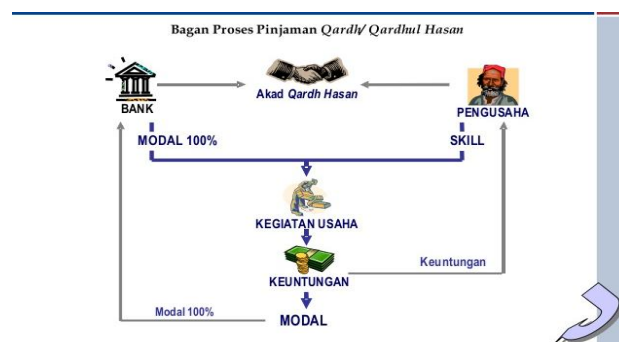 Bagan Proses Pinjaman Qardh/ Qardhul Hasan
Akad Qardh Hasan
BANK
PENGUSAHA
MODAL 100%
SKILL
KEGIATAN USAHA
Keuntungan
KEUNTUNGAN
Modal 100%
MODAL